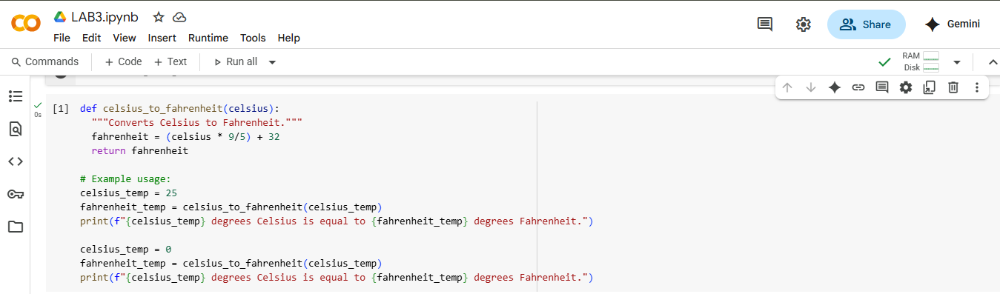 LAB3.ipynb
File Edit View Insert Runtime Tools Help
Share
Gemini
Commands + Code + Text Run all
RAM
Disk
0s
[1] def celsius_to_fahrenheit(celsius):
"""Converts Celsius to Fahrenheit."""
fahrenheit = (celsius * 9/5) + 32
return fahrenheit
# Example usage:
celsius_temp = 25
fahrenheit_temp = celsius_to_fahrenheit(celsius_temp)
print(f"{celsius_temp} degrees Celsius is equal to {fahrenheit_temp} degrees Fahrenheit.")
celsius_temp = 0
fahrenheit_temp = celsius_to_fahrenheit(celsius_temp)
print(f"{celsius_temp} degrees Celsius is equal to {fahrenheit_temp} degrees Fahrenheit.")